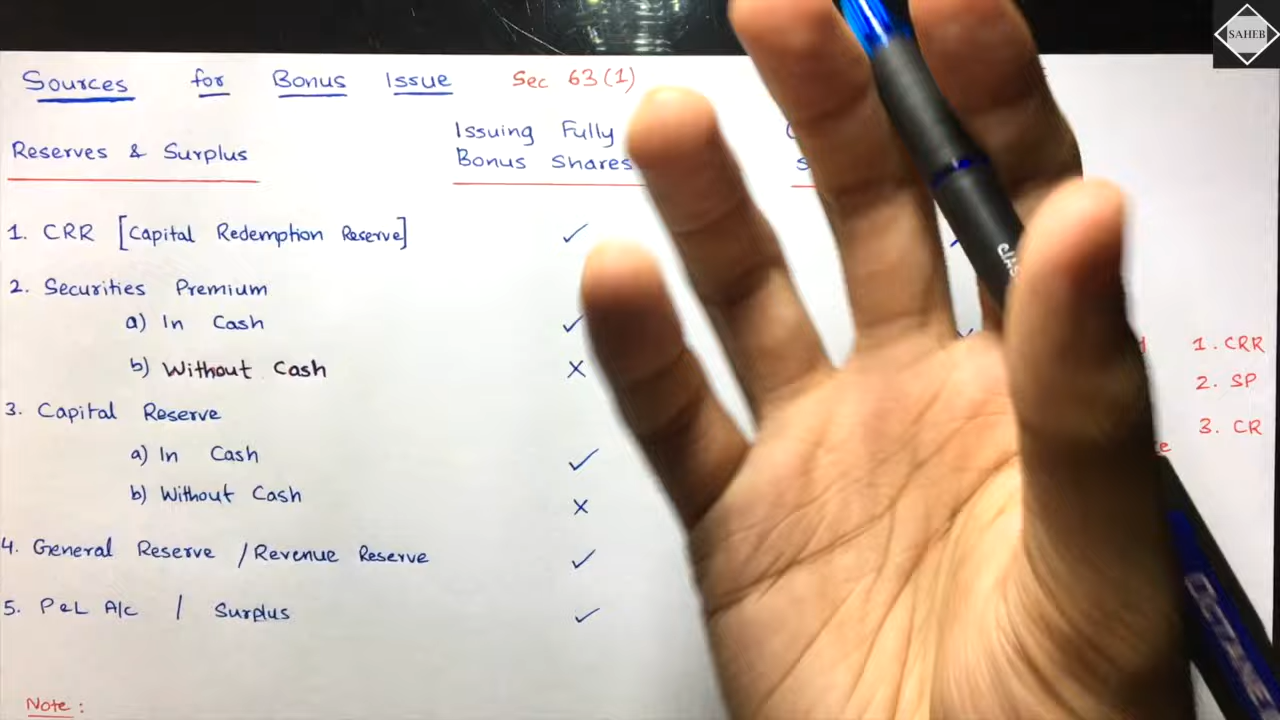 SAHEB
Sources for Bonus Issue Sec 63(1)
Reserves & Surplus
Issuing Fully
Bonus Shares
1. CRR [Capital Redemption Reserve] ✓
2. Securities Premium
a) In Cash ✓
b) Without Cash ×
3. Capital Reserve
a) In Cash ✓
b) Without Cash ×
4. General Reserve / Revenue Reserve ✓
5. P&L A/c / Surplus ✓
Note:
1. CRR
2. SP
3. CR